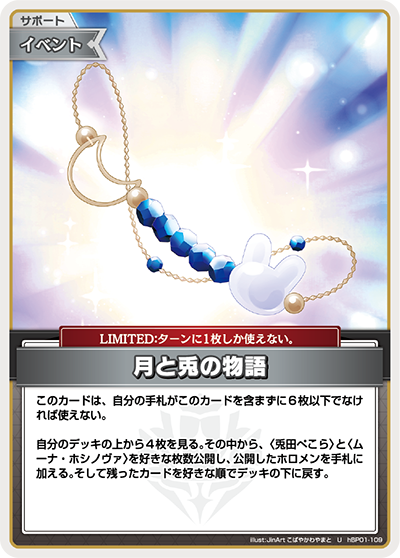 サポート
イベント
LIMITED:ターンに1枚しか使えない。
月と兎の物語
このカードは、自分の手札がこのカードを含まずに６枚以下でなけ
れば使えない。
自分のデッキの上から４枚を見る。その中から、〈兎田ぺこら〉と〈ム
ーナ・ホシノヴァ〉を好きな枚数公開し、公開したホロメンを手札に
加える。そして残ったカードを好きな順でデッキの下に戻す。
Illust:JinArt こばやかわやまと U hSP01-109